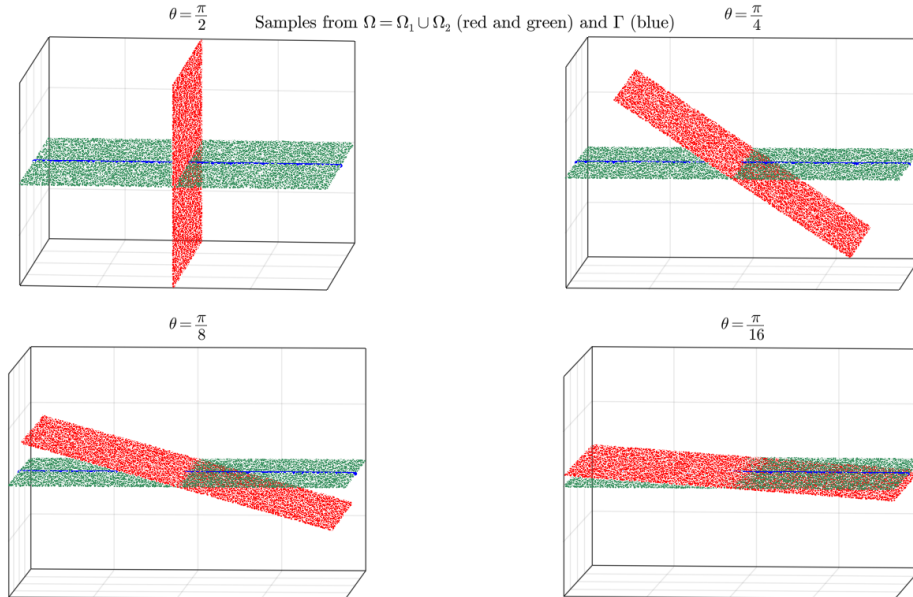 Samples from Ω = Ω₁ ∪ Ω₂ (red and green) and Γ (blue)
θ = π/2
θ = π/4
θ = π/8
θ = π/16